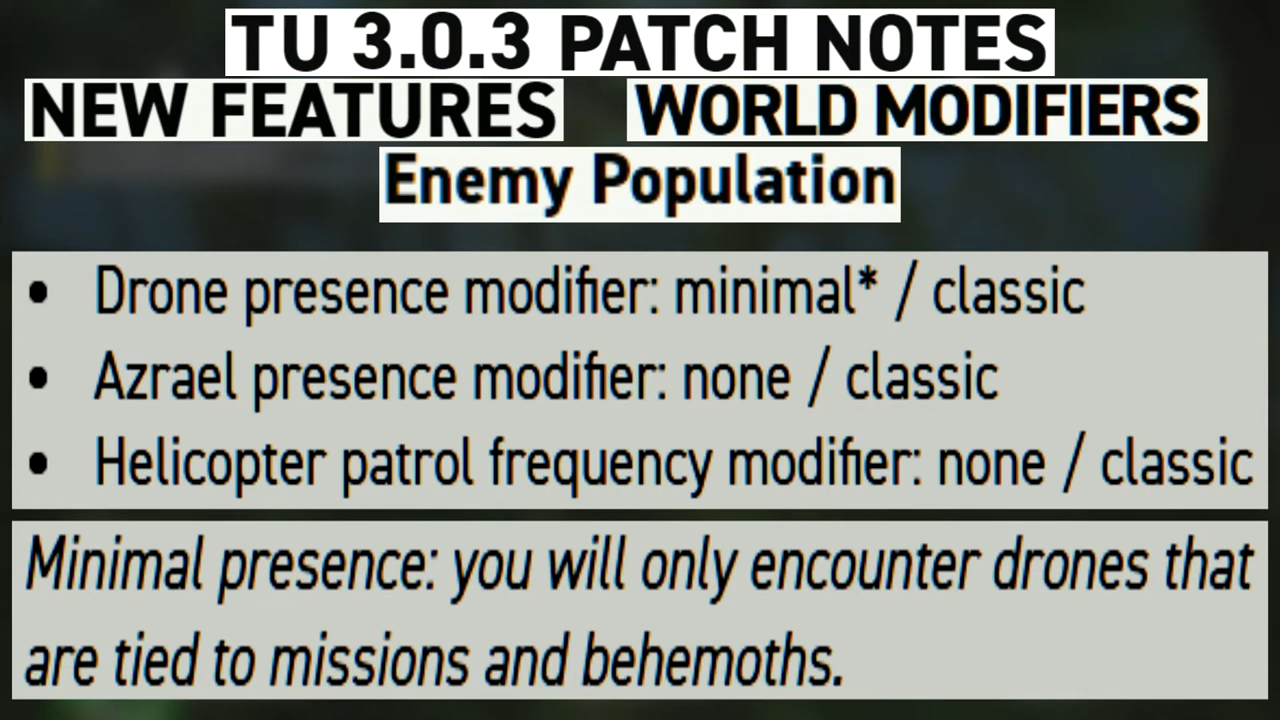 TU 3.0.3 PATCH NOTES
NEW FEATURES WORLD MODIFIERS
Enemy Population
• Drone presence modifier: minimal* / classic
• Azrael presence modifier: none / classic
• Helicopter patrol frequency modifier: none / classic
Minimal presence: you will only encounter drones that
are tied to missions and behemoths.